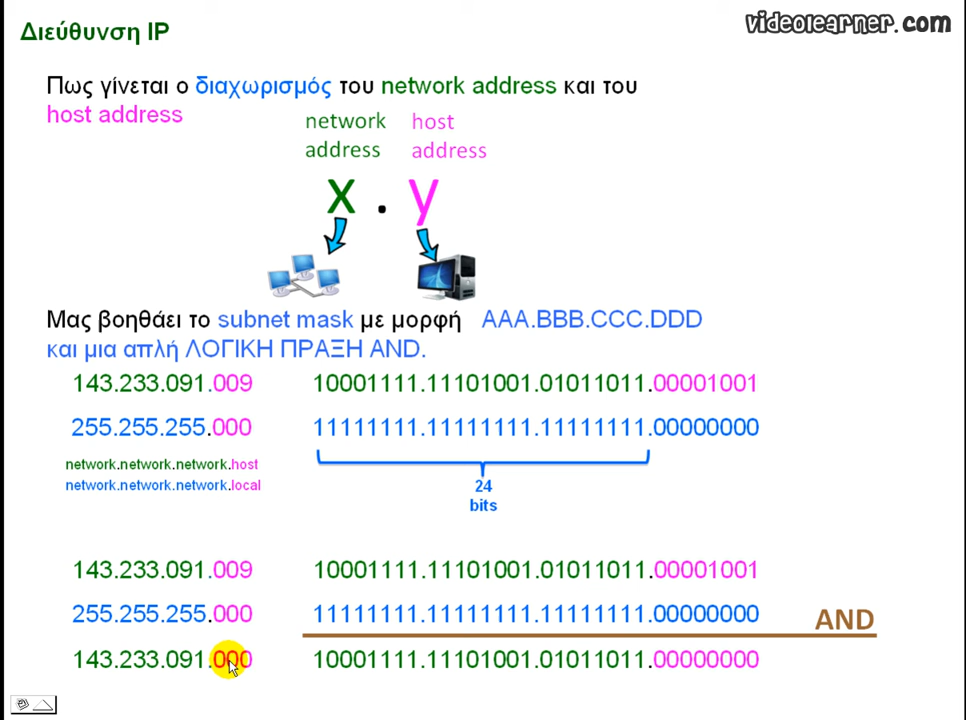 Διεύθυνση IP
videolearner.com
Πως γίνεται ο διαχωρισμός του network address και του
host address
network host
address address
x . y
Μας βοηθάει το subnet mask με μορφή AAA.BBB.CCC.DDD
και μια απλή ΛΟΓΙΚΗ ΠΡΑΞΗ AND.
143.233.091.009 10001111.11101001.01011011.00001001
255.255.255.000 11111111.11111111.11111111.00000000
network.network.network.host
network.network.network.local
24
bits
143.233.091.009 10001111.11101001.01011011.00001001
255.255.255.000 11111111.11111111.11111111.00000000
AND
143.233.091.000 10001111.11101001.01011011.00000000